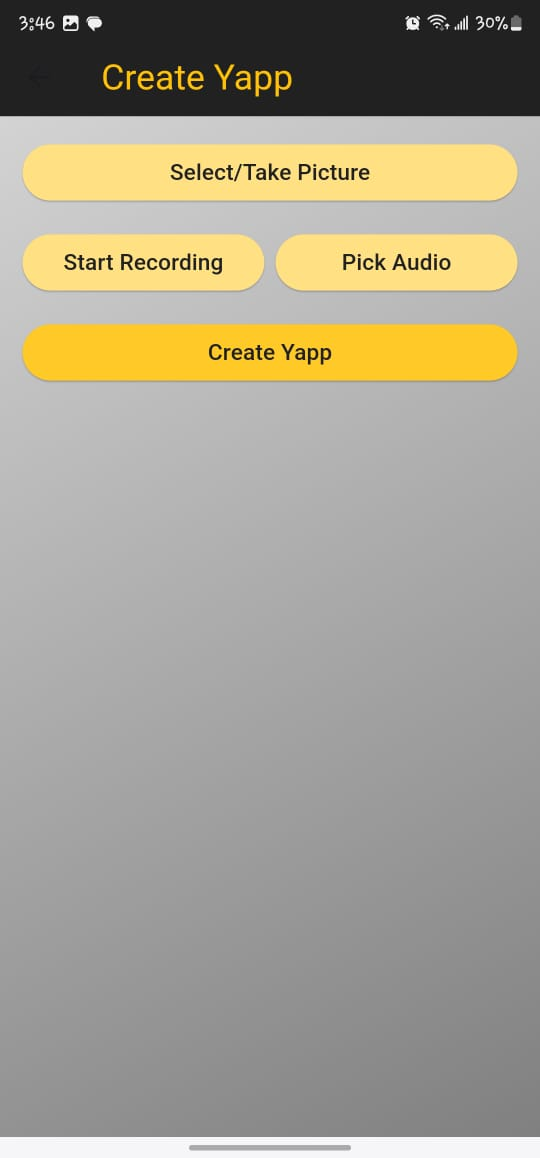 3:46 30%
Create Yapp
Select/Take Picture
Start Recording Pick Audio
Create Yapp